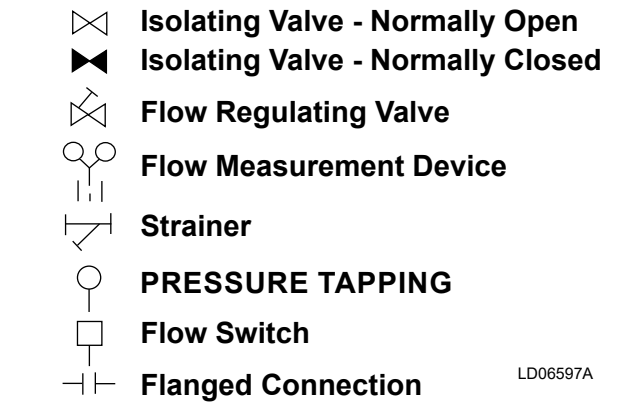 Isolating Valve - Normally Open
Isolating Valve - Normally Closed
Flow Regulating Valve
Flow Measurement Device
Strainer
PRESSURE TAPPING
Flow Switch
Flanged Connection
LD06597A